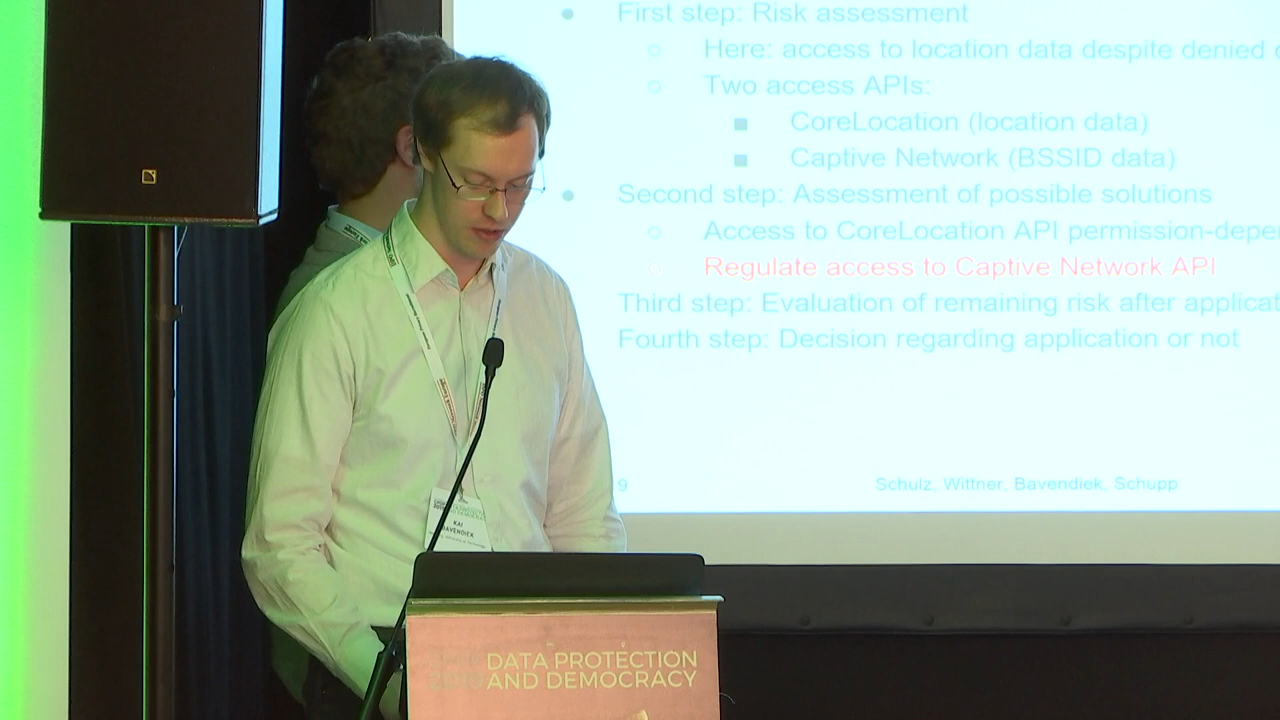 First step: Risk assessment
Here: access to location data despite denied
Two access APIs:
CoreLocation (location data)
Captive Network (BSSID data)
Second step: Assessment of possible solutions
Access to CoreLocation API permission-depe
Regulate access to Captive Network API
Third step: Evaluation of remaining risk after applicat
Fourth step: Decision regarding application or not
9
Schulz, Wittner, Bavendiek, Schupp
KAI
BAVENDIEK
DATA PROTECTION
AND DEMOCRACY